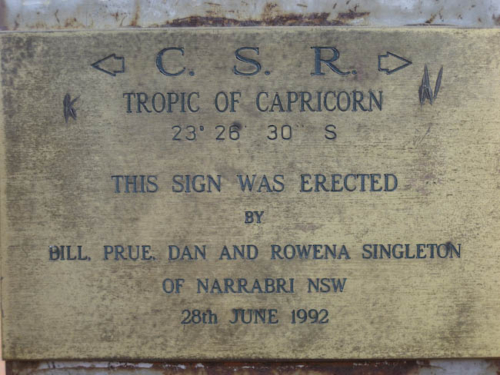 C. S. R.
TROPIC OF CAPRICORN
23° 26' 30" S
THIS SIGN WAS ERECTED
BY
BILL, PRUE, DAN AND ROWENA SINGLETON
OF NARRABRI NSW
28th JUNE 1992